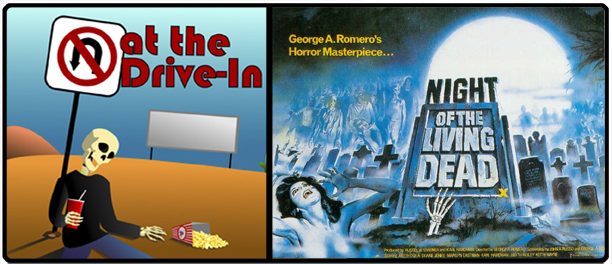 at the
Drive-In
George A. Romero's
Horror Masterpiece...
NIGHT
OF THE
LIVING
DEAD
X